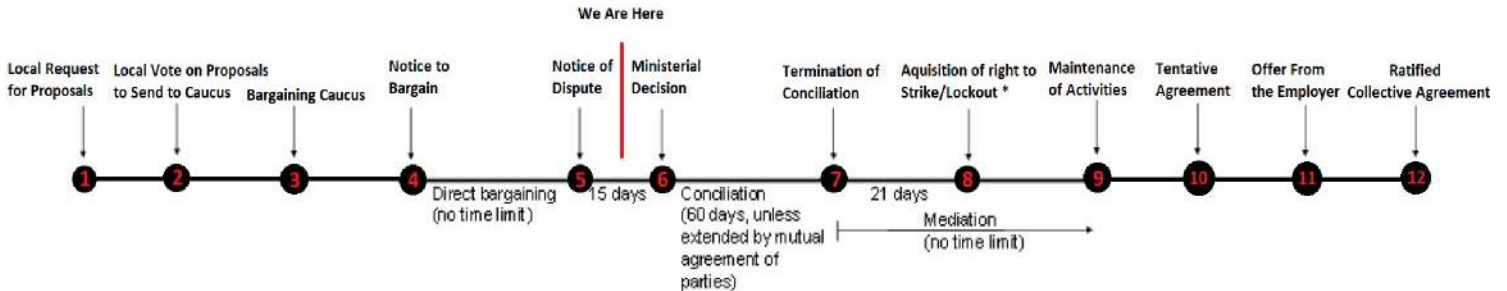 We Are Here
Local Request
for Proposals
Local Vote on Proposals
to Send to Caucus
Bargaining Caucus
Notice to
Bargain
Notice of
Dispute
Ministerial
Decision
Termination of
Conciliation
Aquisition of right to
Strike/Lockout *
Maintenance
of Activities
Tentative
Agreement
Offer From
the Employer
Ratified
Collective Agreement
1
2
3
4
5
6
7
8
9
10
11
12
Direct bargaining
(no time limit)
15 days
Conciliation
(60 days, unless
extended by mutual
agreement of
parties)
21 days
Mediation
(no time limit)